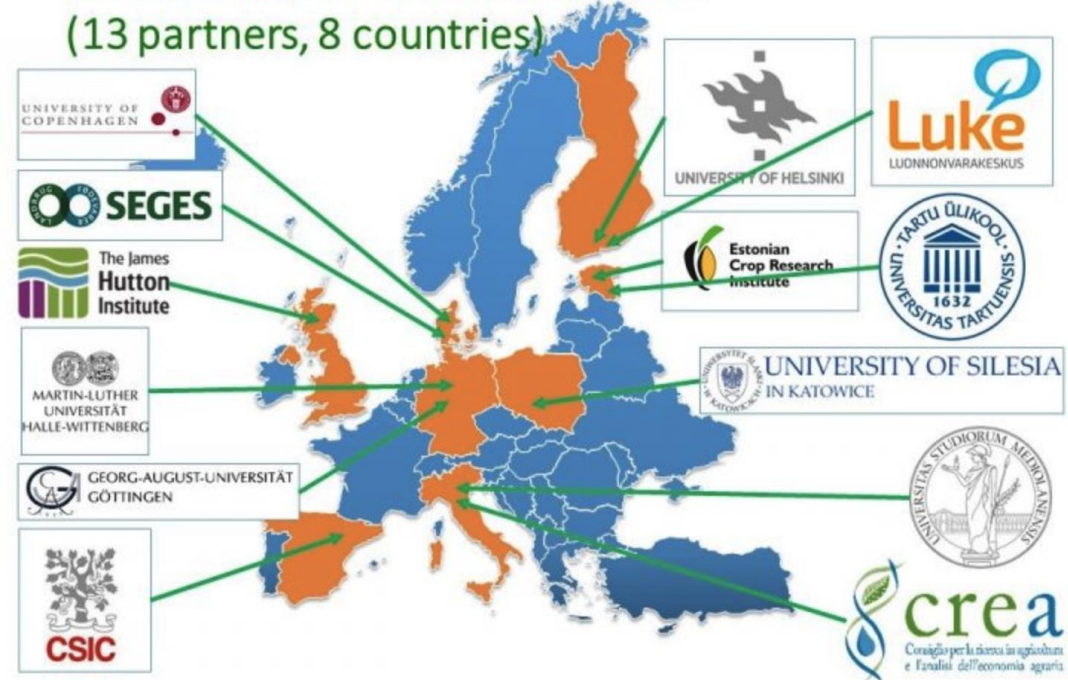 (13 partners, 8 countries)
UNIVERSITY OF
COPENHAGEN
SEGES
The James
Hutton
Institute
MARTIN-LUTHER
UNIVERSITÄT
HALLE-WITTENBERG
GEORG-AUGUST-UNIVERSITÄT
GÖTTINGEN
CSIC
UNIVERSITY OF HELSINKI
Luke
LUONNONVARAKESKUS
Estonian
Crop Research
Institute
TARTU ÜLIKOOL
UNIVERSITAS TARTUENSIS
1632
UNIVERSITY OF SILESIA
IN KATOWICE
UNIVERSITAS STUDIORUM MEDIOLANENSIS
crea
Consiglio per la ricerca in agricoltura
e l'analisi dell'economia agraria